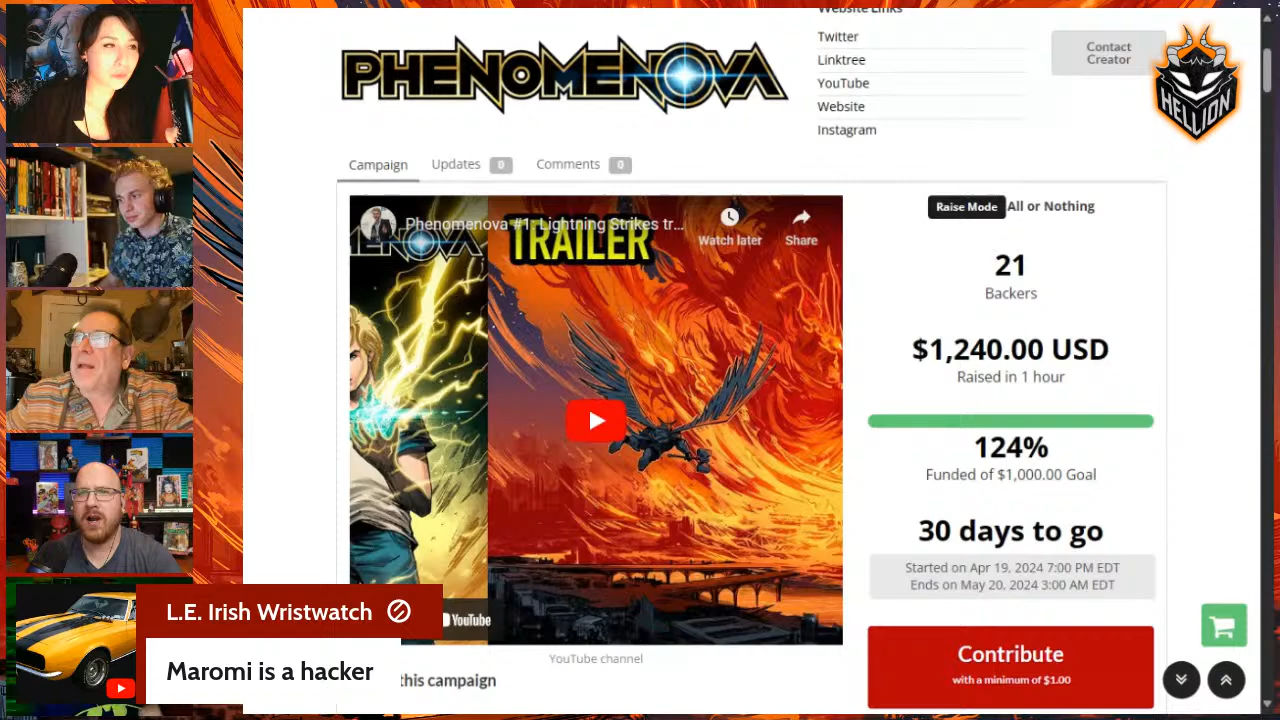 Website Links
PHENOMENOVA
Twitter
Linktree
YouTube
Website
Instagram
Contact
Creator
HELLION
Campaign
Updates 0
Comments 0
Phenomenova #1: Lightning Strikes tr...
Watch later
Share
TRAILER
Raise Mode All or Nothing
21
Backers
$1,240.00 USD
Raised in 1 hour
124%
Funded of $1,000.00 Goal
30 days to go
Started on Apr 19, 2024 7:00 PM EDT
Ends on May 20, 2024 3:00 AM EDT
YouTube
YouTube channel
this campaign
Contribute
with a minimum of $1.00
L.E. Irish Wristwatch
Maromi is a hacker